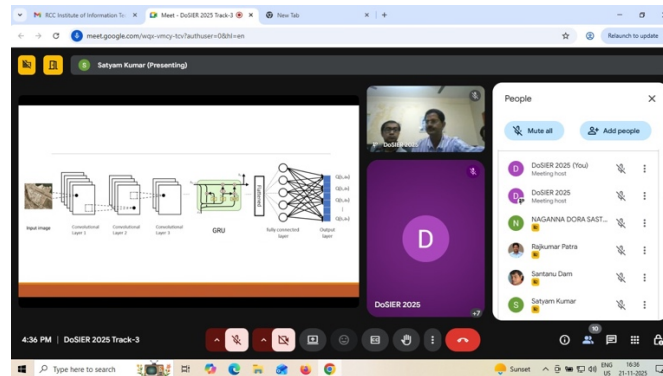 RCC Institute of Information Te
Meet - DoSIER 2025 Track-3
New Tab
meet.google.com/wqx-vmcy-tcv?authuser=0&hl=en
Relaunch to update
Satyam Kumar (Presenting)
Input image
Convolutional
Layer 1
Convolutional
Layer 2
Convolutional
Layer 3
GRU
Flattened
fully connected
layer
Output
layer
DoSIER 2025
D
DoSIER 2025
+7
People
Mute all
Add people
D
DoSIER 2025 (You)
Meeting host
D
DoSIER 2025
Meeting host
N
NAGANNA DORA SAST...
Rajkumar Patra
Santanu Dam
S
Satyam Kumar
4:36 PM | DoSIER 2025 Track-3
10
Type here to search
Sunset
ENG
US
16:36
21-11-2025